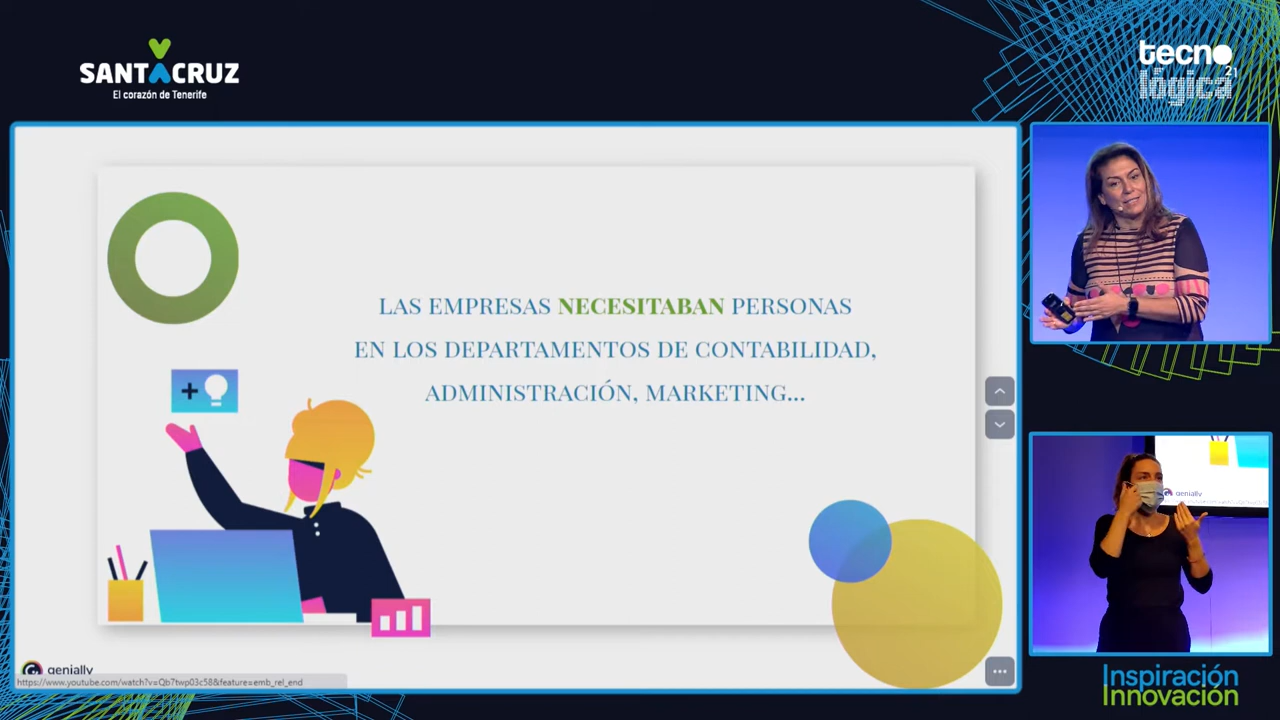 SANTACRUZ
El corazón de Tenerife
tecno
lógica
21
LAS EMPRESAS NECESITABAN PERSONAS
EN LOS DEPARTAMENTOS DE CONTABILIDAD,
ADMINISTRACIÓN, MARKETING...
genially
https://www.youtube.com/watch?v=Qb7twp03c58&feature=emb_rel_end
genially
Inspiración
Innovación